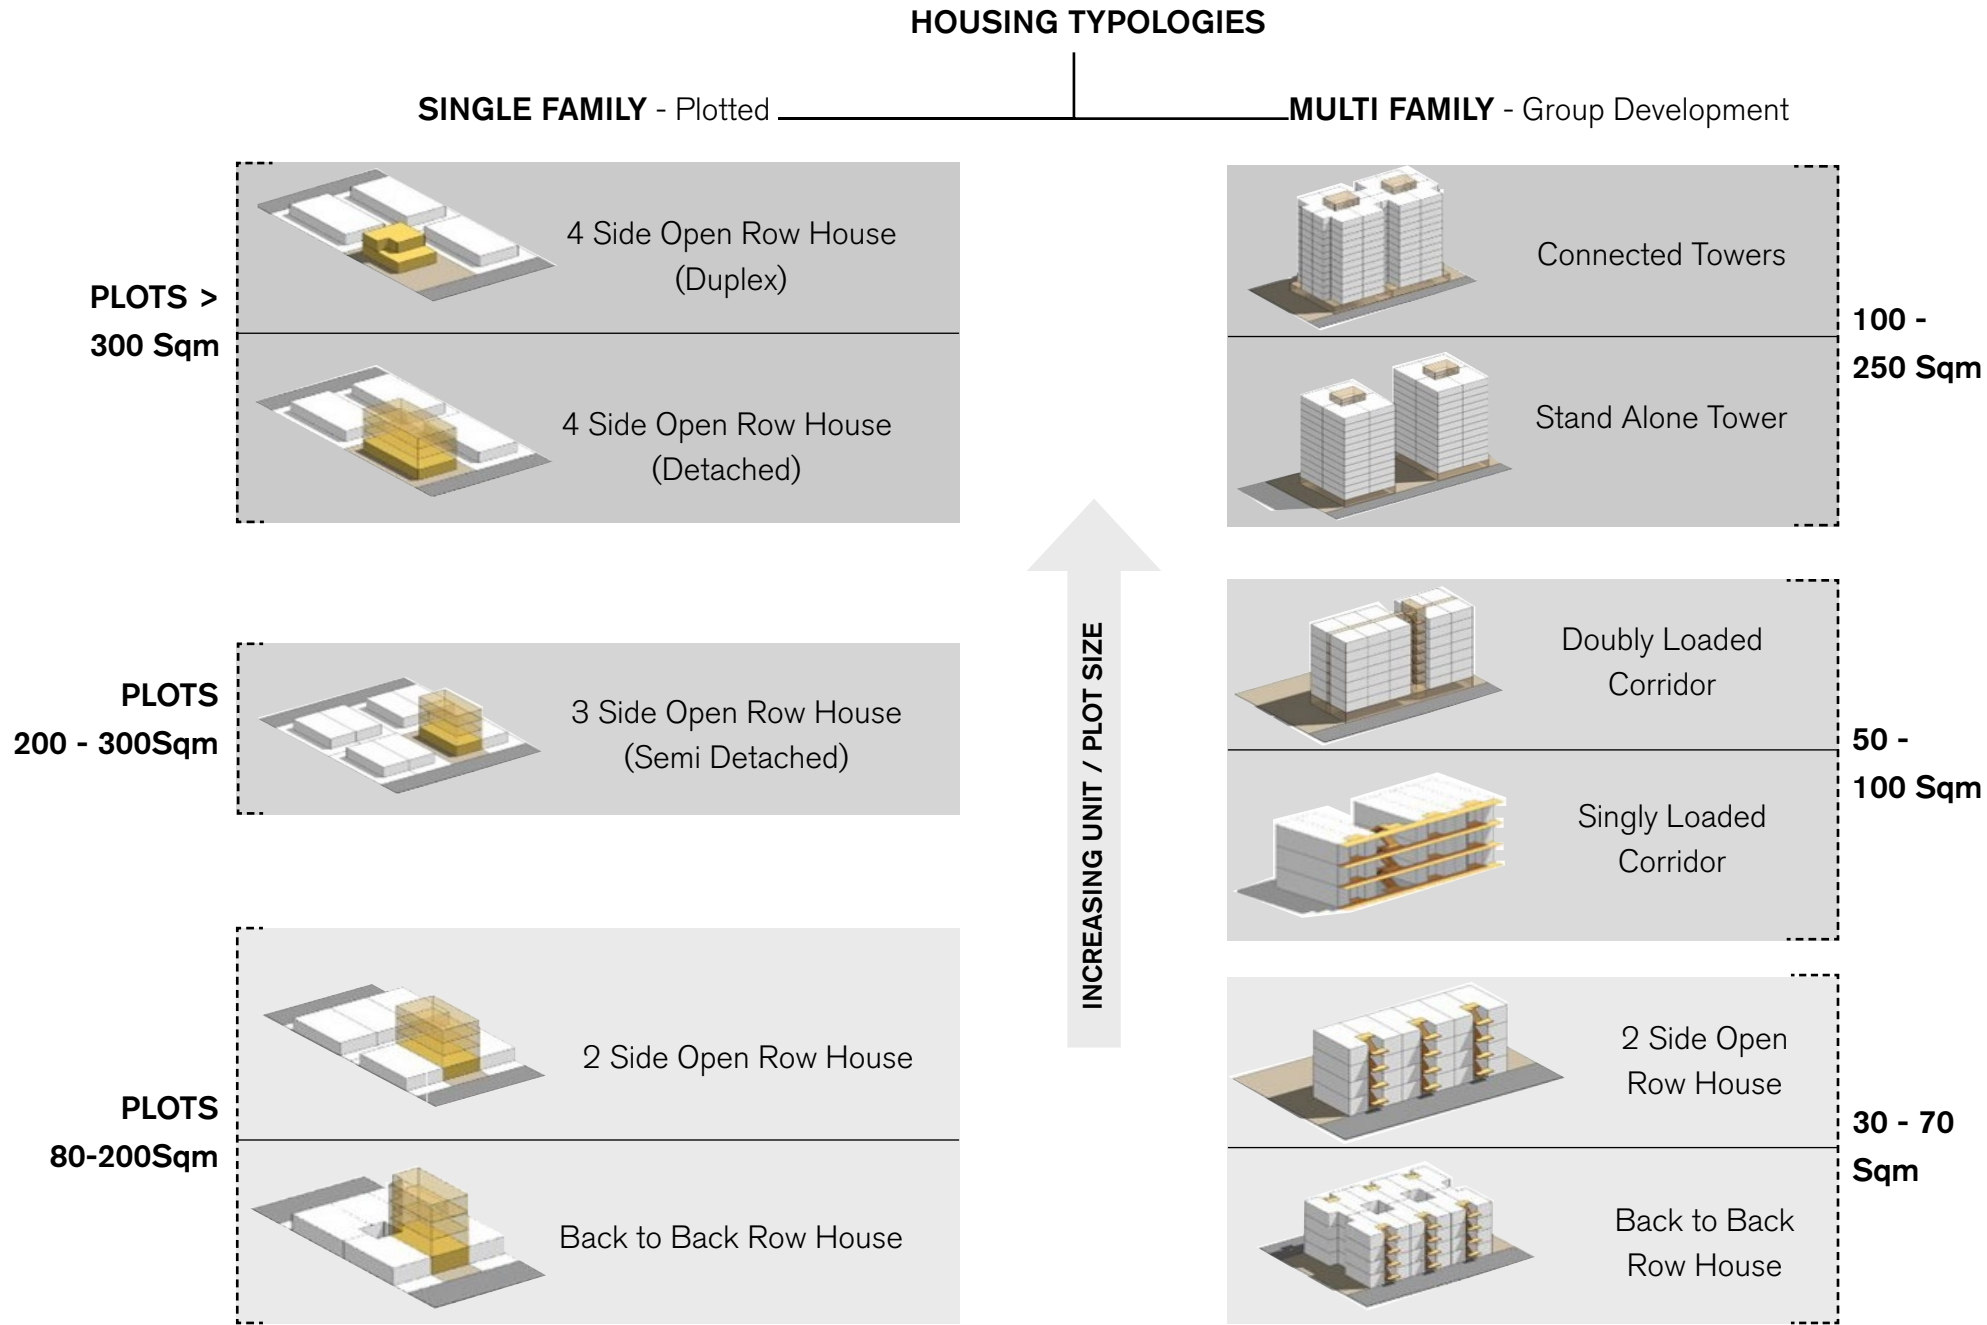 HOUSING TYPOLOGIES
SINGLE FAMILY - Plotted
MULTI FAMILY - Group Development
PLOTS >
300 Sqm
4 Side Open Row House
(Duplex)
4 Side Open Row House
(Detached)
PLOTS
200 - 300Sqm
3 Side Open Row House
(Semi Detached)
PLOTS
80-200Sqm
2 Side Open Row House
Back to Back Row House
INCREASING UNIT / PLOT SIZE
Connected Towers
Stand Alone Tower
100 -
250 Sqm
Doubly Loaded
Corridor
Singly Loaded
Corridor
50 -
100 Sqm
2 Side Open
Row House
Back to Back
Row House
30 - 70
Sqm